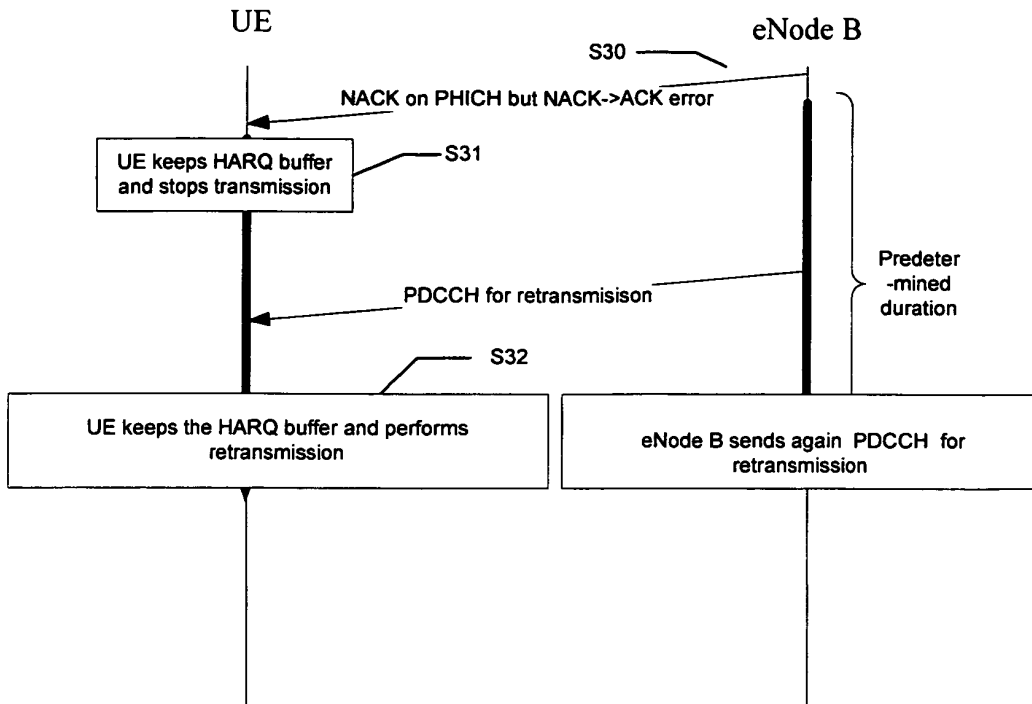 UE
eNode B
S30
NACK on PHICH but NACK->ACK error
UE keeps HARQ buffer
and stops transmission
S31
Predeter
-mined
duration
PDCCH for retransmisison
S32
UE keeps the HARQ buffer and performs
retransmission
eNode B sends again PDCCH for
retransmission